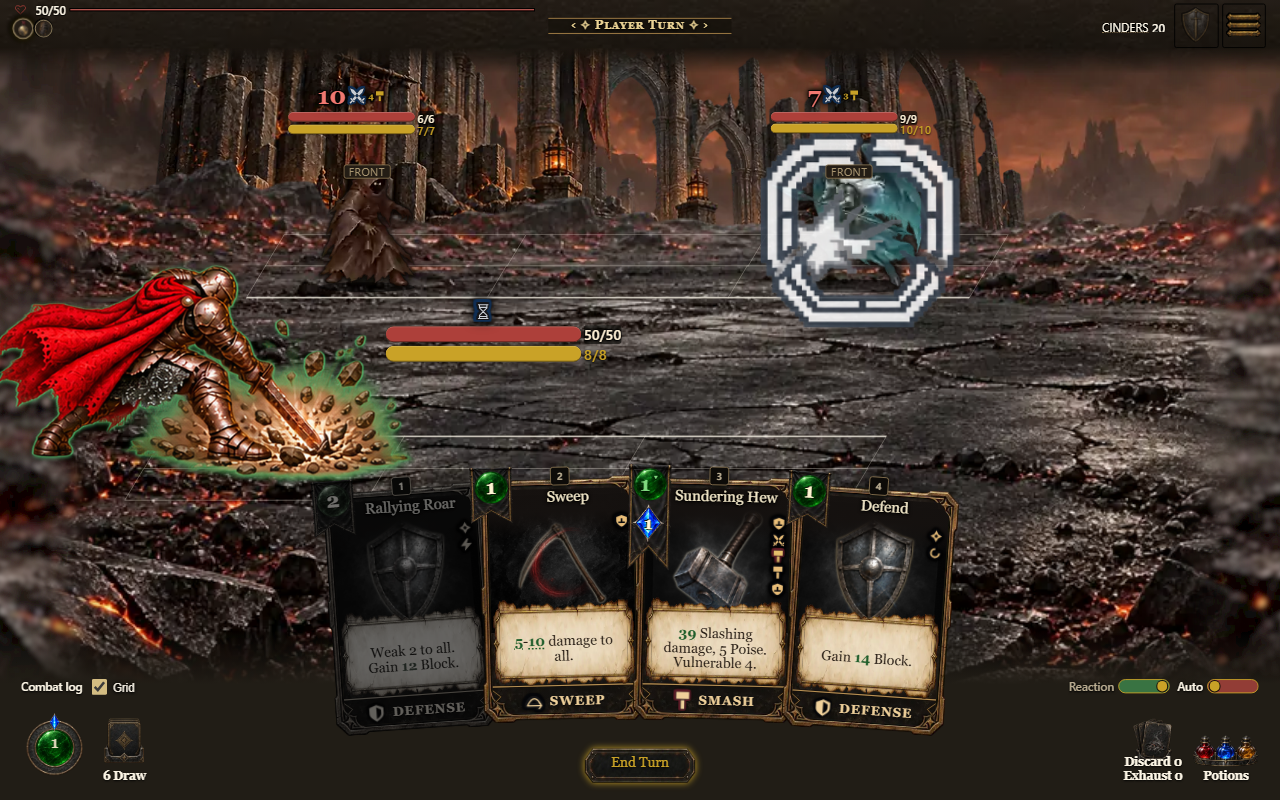 50/50
‹ ✧ PLAYER TURN ✧ ›
CINDERS 20
10 4
6/6
7/7
FRONT
7 3
9/9
10/10
FRONT
50/50
8/8
2
1
Rallying Roar
Weak 2 to all.
Gain 12 Block.
DEFENSE
1
2
Sweep
5-10 damage to
all.
SWEEP
1
1
3
Sundering Hew
39 Slashing
damage, 5 Poise.
Vulnerable 4.
SMASH
1
4
Defend
Gain 14 Block.
DEFENSE
Combat log
Grid
Reaction
Auto
1
6 Draw
End Turn
Discard 0
Exhaust 0
Potions